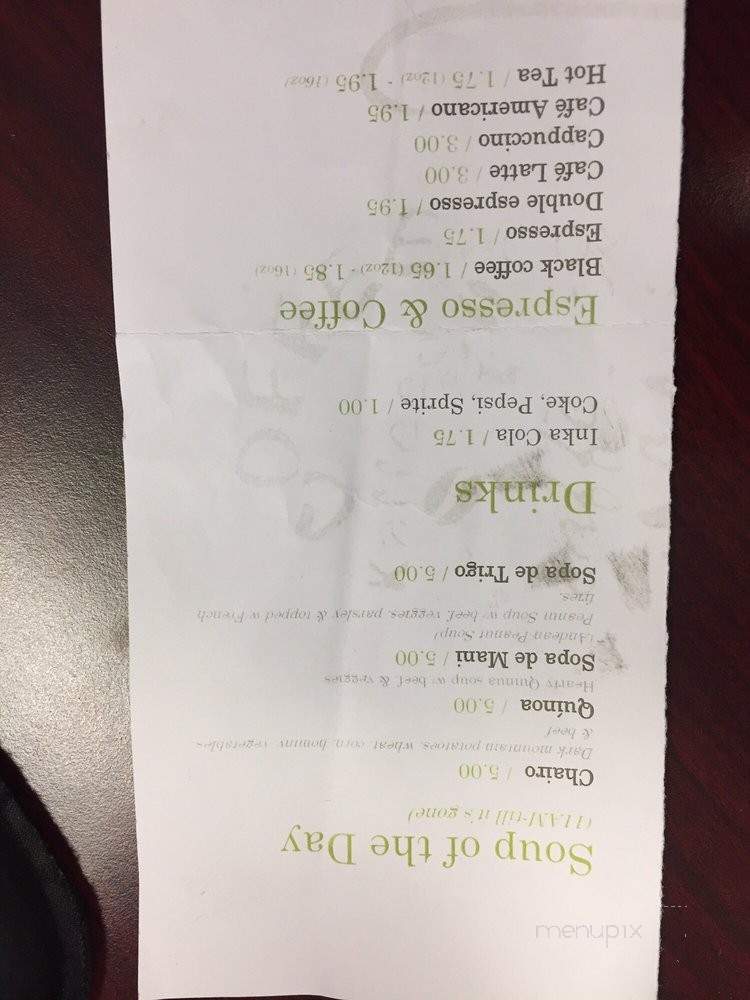 Soup of the Day
(11AM-till it's gone)
Chairo / 5.00
Dark mountain potatoes, wheat, corn, hominy, vegetables
& beef
Quínoa / 5.00
Hearty Quinua soup w/ beef & veggies
Sopa de Mani / 5.00
(Andean Peanut Soup)
Peanut Soup w/ beef, veggies, parsley & topped w/French
fries.
Sopa de Trigo / 5.00
Drinks
Inka Cola / 1.75
Coke, Pepsi, Sprite / 1.00
Espresso & Coffee
Black coffee / 1.65 (12oz) - 1.85 (16oz)
Espresso / 1.75
Double espresso / 1.95
Café Latte / 3.00
Cappuccino / 3.00
Café Americano / 1.95
Hot Tea / 1.75 (12oz) - 1.95 (16oz)
menupix